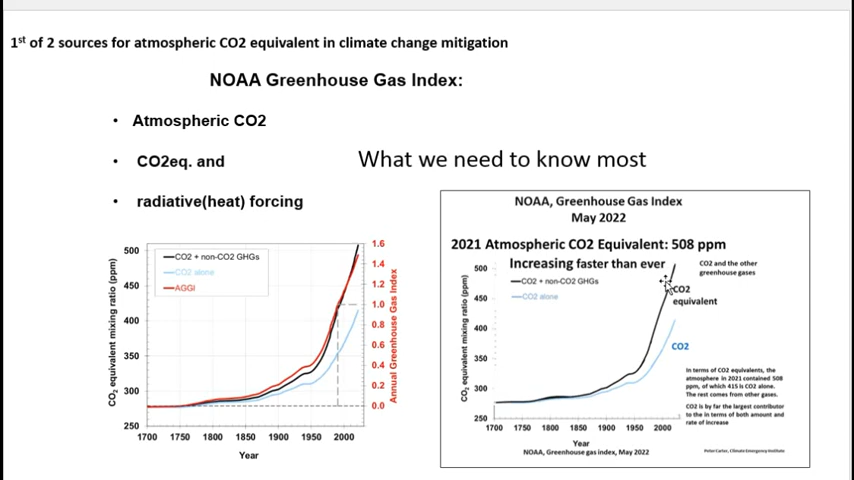 1st of 2 sources for atmospheric CO2 equivalent in climate change mitigation
NOAA Greenhouse Gas Index:
• Atmospheric CO2
• CO2eq. and
• radiative(heat) forcing
What we need to know most
500
450
400
350
300
250
CO2 equivalent mixing ratio (ppm)
CO2 + non-CO2 GHGs
CO2 alone
AGGI
1.6
1.4
1.2
1.0
0.8
0.6
0.4
0.2
0.0
Annual Greenhouse Gas Index
1700 1750 1800 1850 1900 1950 2000
Year
NOAA, Greenhouse Gas Index
May 2022
2021 Atmospheric CO2 Equivalent: 508 ppm
Increasing faster than ever
CO2 and the other
greenhouse gases
500
450
400
350
300
250
CO2 equivalent mixing ratio (ppm)
CO2 + non-CO2 GHGs
CO2 alone
CO2
equivalent
CO2
In terms of CO2 equivalents, the
atmosphere in 2021 contained 508
ppm, of which 415 is CO2 alone.
The rest comes from other gases.
CO2 is by far the largest contributor
to the in terms of both amount and
rate of increase
1700 1750 1800 1850 1900 1950 2000
Year
NOAA, Greenhouse gas index, May 2022
Peter Carter, Climate Emergency Institute